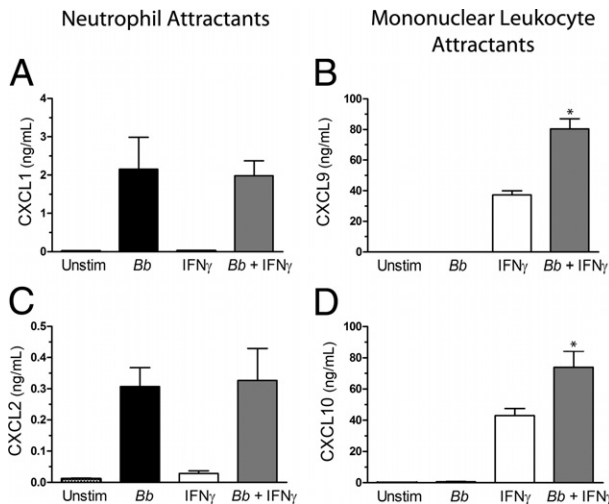 Neutrophil Attractants
Mononuclear Leukocyte
Attractants
A
CXCL1 (ng/mL)
4
3
2
1
0
Unstim Bb IFNγ Bb + IFNγ
B
CXCL9 (ng/mL)
100
80
60
40
20
0
*
Unstim Bb IFNγ Bb + IFNγ
C
CXCL2 (ng/mL)
0.5
0.4
0.3
0.2
0.1
0.0
Unstim Bb IFNγ Bb + IFNγ
D
CXCL10 (ng/mL)
100
80
60
40
20
0
*
Unstim Bb IFNγ Bb + IFNγ